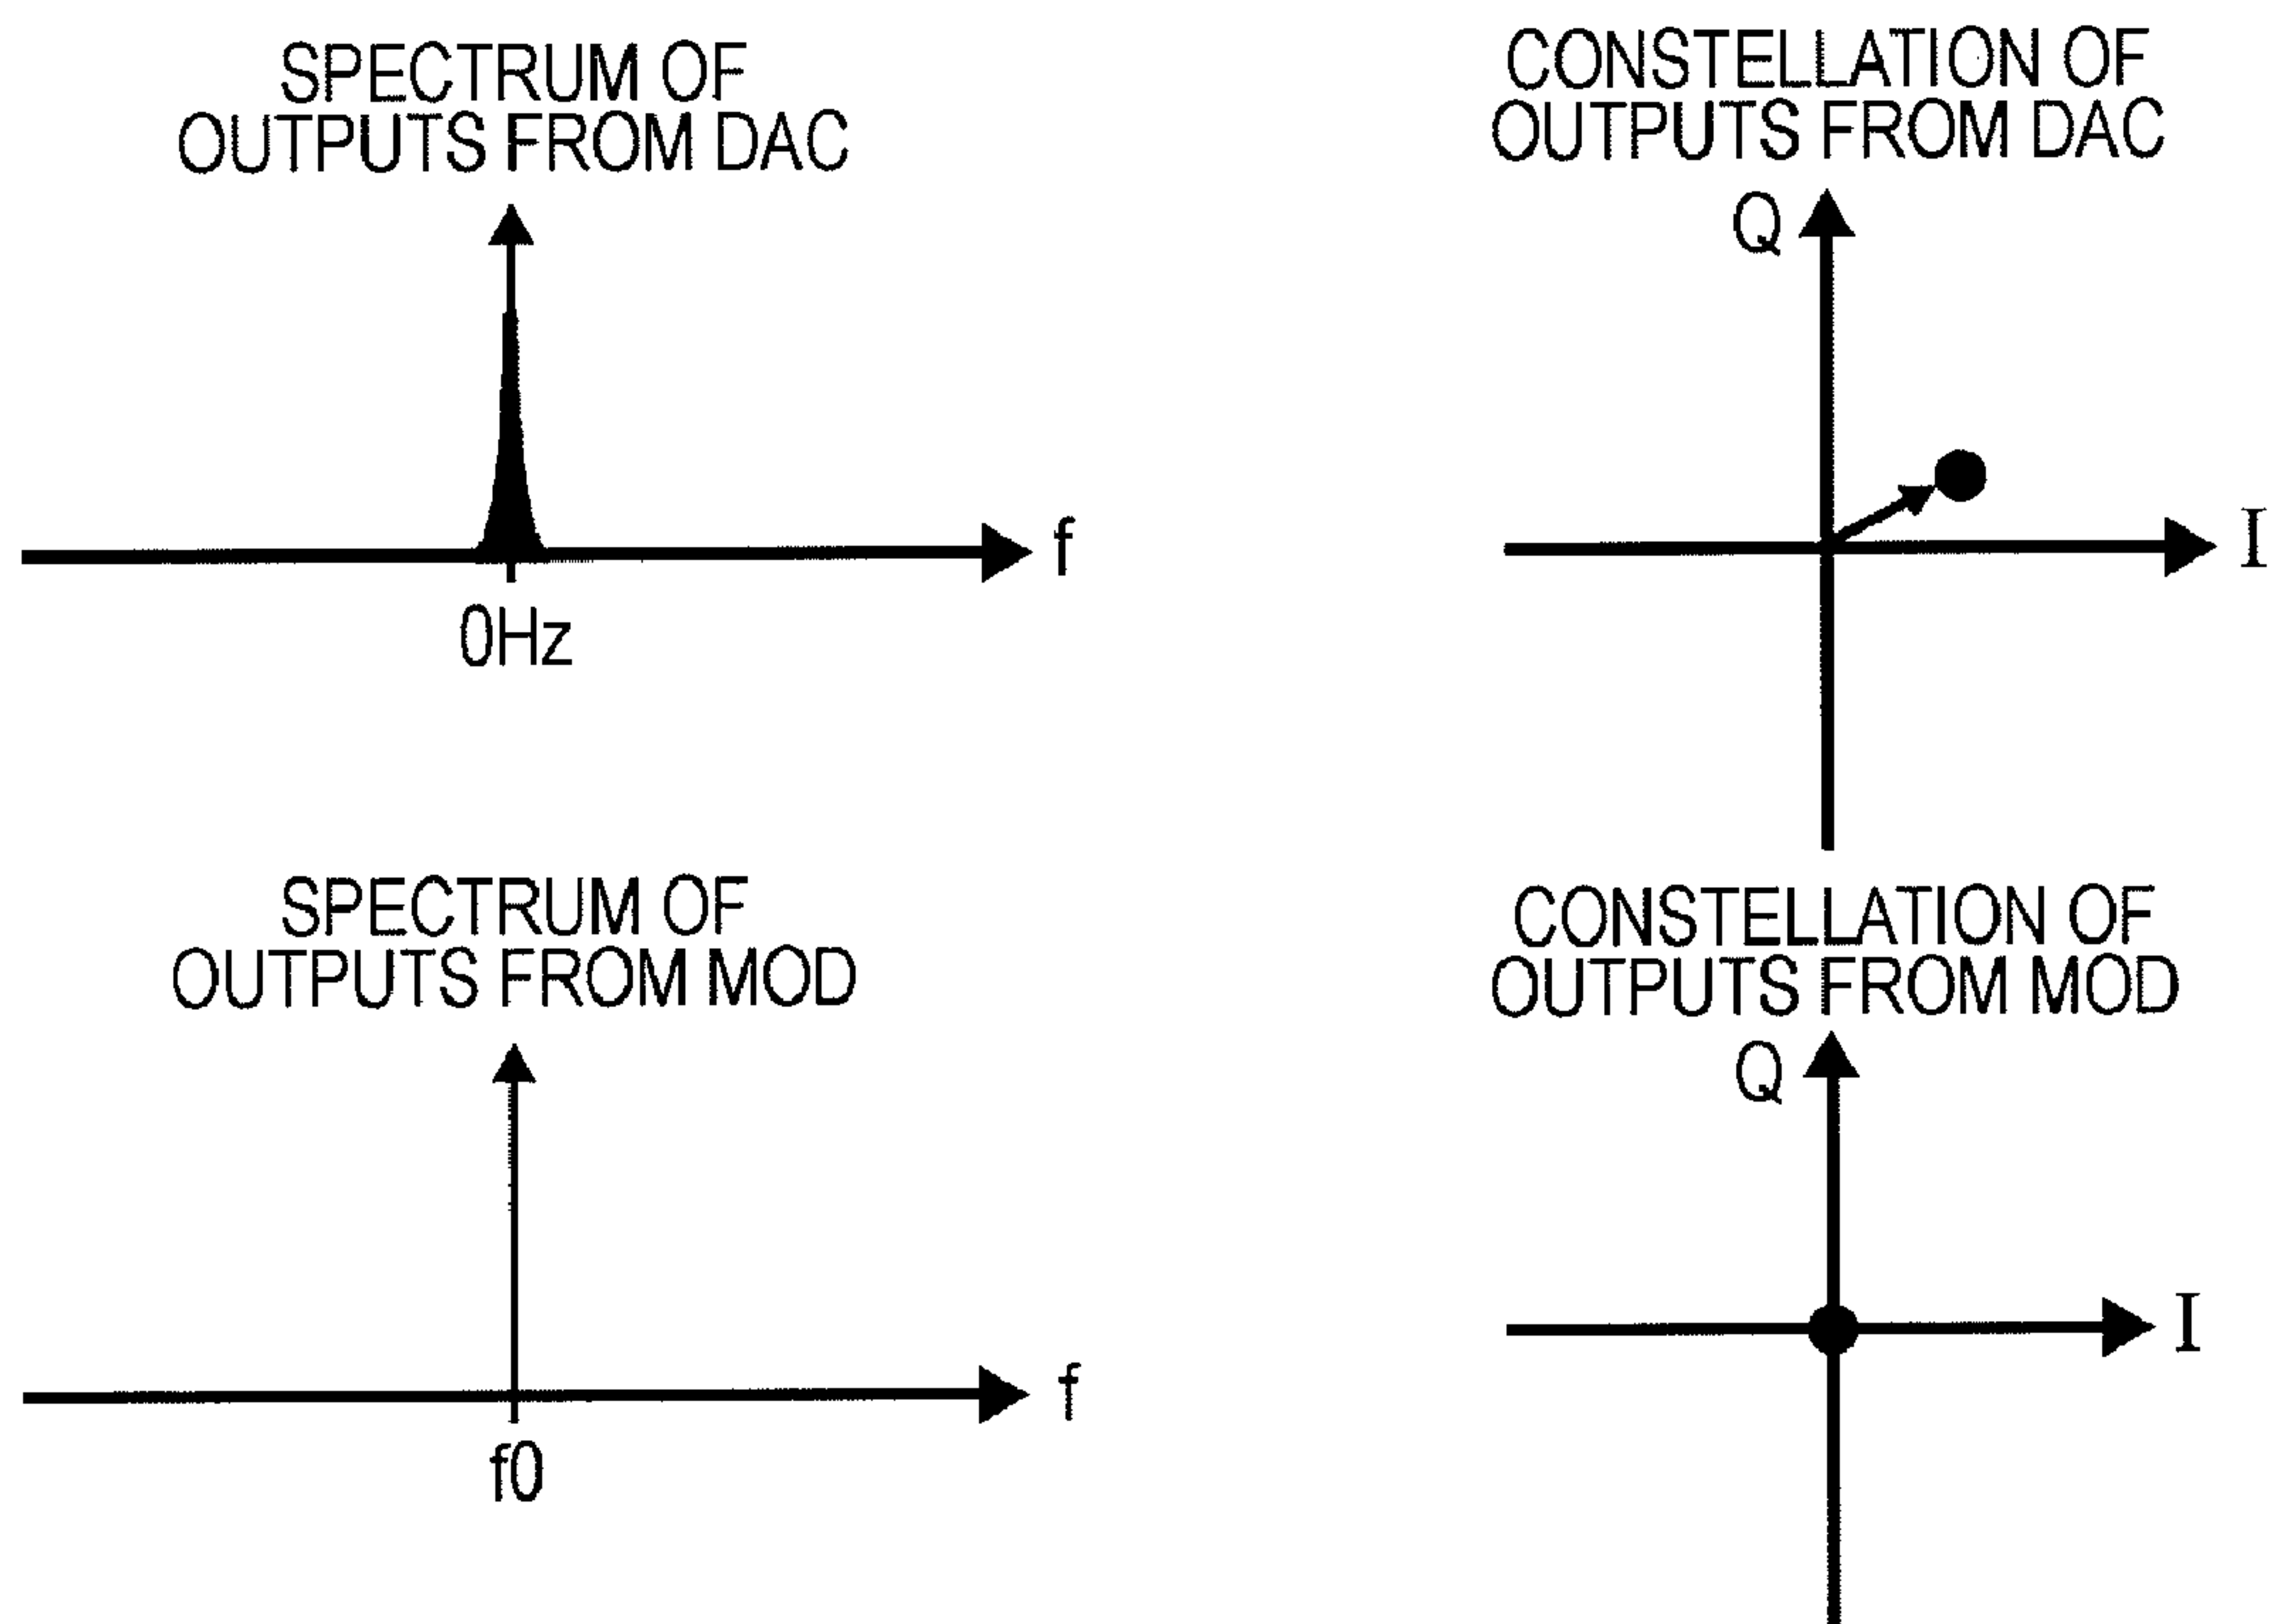 SPECTRUM OF
OUTPUTS FROM DAC
f
0Hz
CONSTELLATION OF
OUTPUTS FROM DAC
Q
I
SPECTRUM OF
OUTPUTS FROM MOD
f
f0
CONSTELLATION OF
OUTPUTS FROM MOD
Q
I